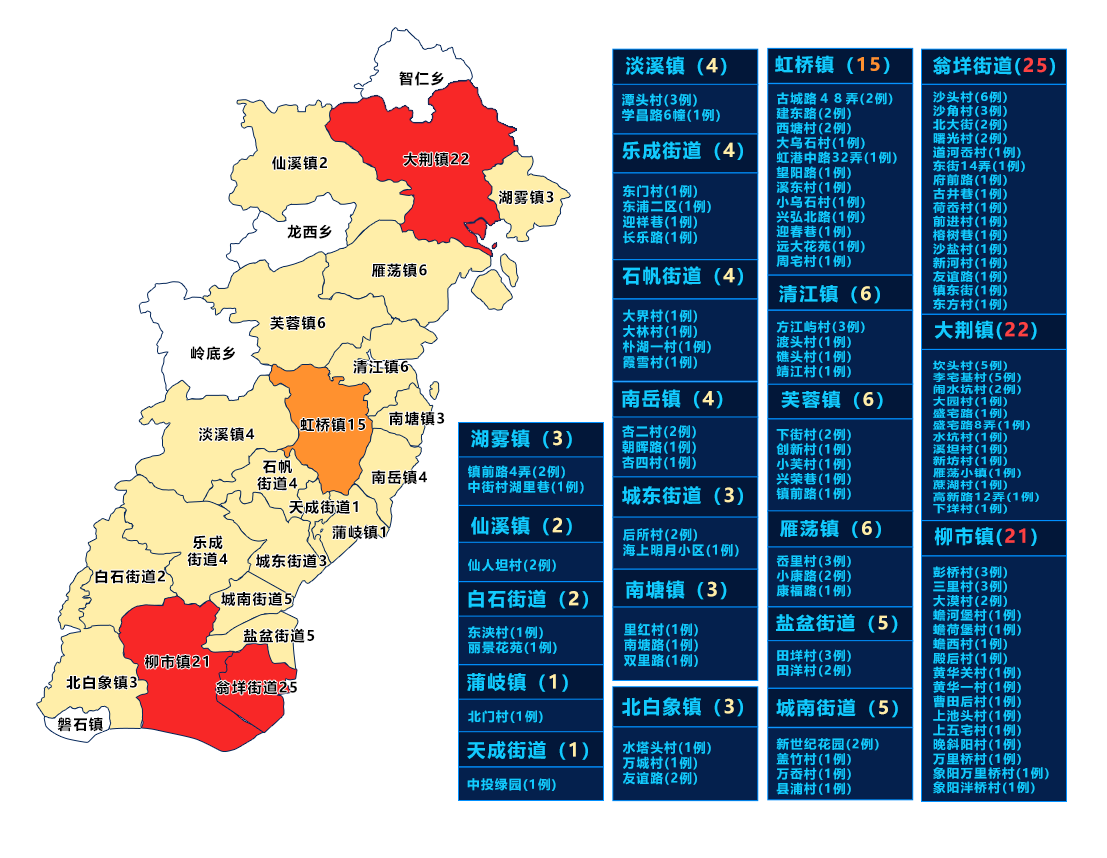 智仁乡
仙溪镇2
大荆镇22
湖雾镇3
龙西乡
雁荡镇6
芙蓉镇6
岭底乡
清江镇6
虹桥镇15
南塘镇3
淡溪镇4
石帆
街道4
南岳镇4
天成街道1
蒲岐镇1
乐成
街道4
城东街道3
白石街道2
城南街道5
盐盆街道5
柳市镇21
北白象镇3
翁垟街道25
磐石镇
湖雾镇（3）
镇前路4弄(2例)
中街村湖里巷(1例)
仙溪镇（2）
仙人坦村(2例)
白石街道（2）
东浃村(1例)
丽景花苑(1例)
蒲岐镇（1）
北门村(1例)
天成街道（1）
中投绿园(1例)
淡溪镇（4）
潭头村(3例)
学昌路6幢(1例)
乐成街道（4）
东门村(1例)
东浦二区(1例)
迎祥巷(1例)
长乐路(1例)
石帆街道（4）
大界村(1例)
大林村(1例)
朴湖一村(1例)
霞雪村(1例)
南岳镇（4）
杏二村(2例)
朝晖路(1例)
杏四村(1例)
城东街道（3）
后所村(2例)
海上明月小区(1例)
南塘镇（3）
里红村(1例)
南塘路(1例)
双里路(1例)
北白象镇（3）
水塔头村(1例)
万城村(1例)
友谊路(2例)
虹桥镇（15）
古城路４８弄(2例)
建东路(2例)
西塘村(2例)
大乌石村(1例)
虹港中路32弄(1例)
望阳路(1例)
溪东村(1例)
小乌石村(1例)
兴弘北路(1例)
迎春巷(1例)
远大花苑(1例)
周宅村(1例)
清江镇（6）
方江屿村(3例)
渡头村(1例)
礁头村(1例)
靖江村(1例)
芙蓉镇（6）
下街村(2例)
创新村(1例)
小芙村(1例)
兴荣巷(1例)
镇前路(1例)
雁荡镇（6）
岙里村(3例)
小康路(2例)
康福路(1例)
盐盆街道（5）
田垟村(3例)
田洋村(2例)
城南街道（5）
新世纪花园(2例)
盖竹村(1例)
万岙村(1例)
县浦村(1例)
翁垟街道(25)
沙头村(6例)
沙角村(3例)
北大街(2例)
曙光村(2例)
道河岙村(1例)
东街14弄(1例)
府前路(1例)
古井巷(1例)
荷岙村(1例)
前进村(1例)
榕树巷(1例)
沙盐村(1例)
新河村(1例)
友谊路(1例)
镇东街(1例)
东方村(1例)
大荆镇(22)
坎头村(5例)
李宅基村(5例)
闹水坑村(2例)
大园村(1例)
盛宅路(1例)
盛宅路8弄(1例)
水坑村(1例)
溪坦村(1例)
新坊村(1例)
雁荡小镇(1例)
蔗湖村(1例)
高新路12弄(1例)
下垟村(1例)
柳市镇(21)
彭桥村(3例)
三里村(3例)
大漠村(2例)
蟾河堡村(1例)
蟾荷堡村(1例)
蟾西村(1例)
殿后村(1例)
黄华关村(1例)
黄华一村(1例)
曹田后村(1例)
上池头村(1例)
上五宅村(1例)
晚斜阳村(1例)
万里桥村(1例)
象阳万里桥村(1例)
象阳泮桥村(1例)